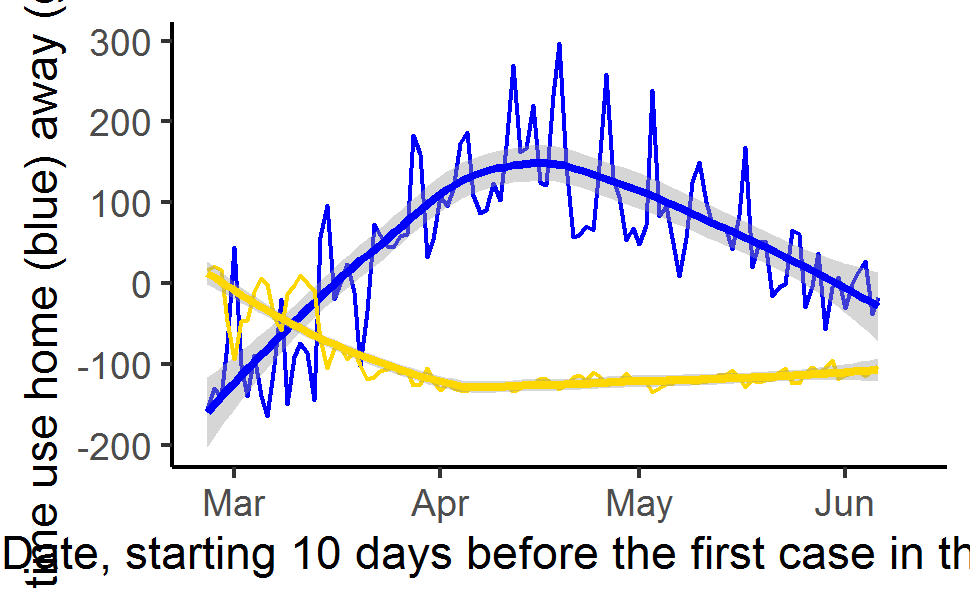 time use home (blue) away (
300
200
100
0
-100
-200
Mar Apr May Jun
Date, starting 10 days before the first case in th